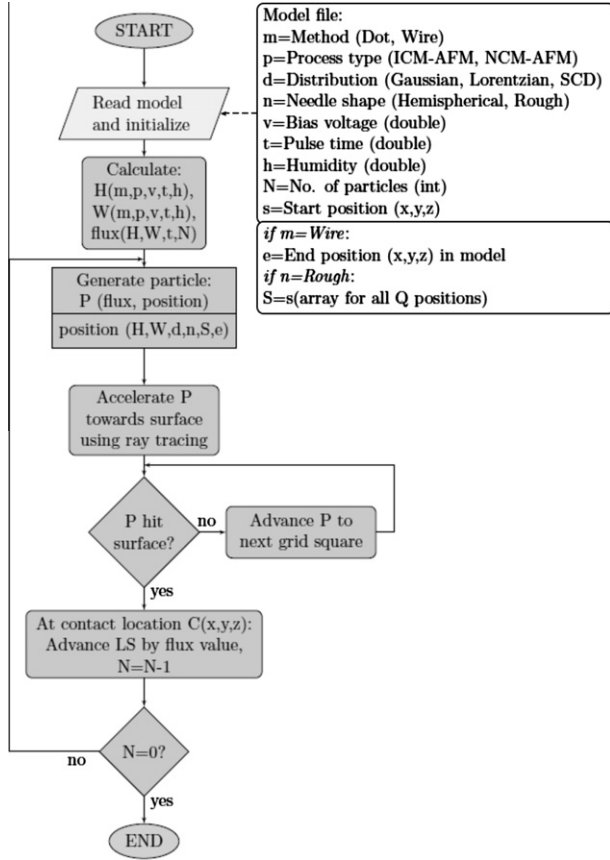 START
Read model
and initialize
Model file:
m=Method (Dot, Wire)
p=Process type (ICM-AFM, NCM-AFM)
d=Distribution (Gaussian, Lorentzian, SCD)
n=Needle shape (Hemispherical, Rough)
v=Bias voltage (double)
t=Pulse time (double)
h=Humidity (double)
N=No. of particles (int)
s=Start position (x,y,z)
if m=Wire:
e=End position (x,y,z) in model
if n=Rough:
S=s(array for all Q positions)
Calculate:
H(m,p,v,t,h),
W(m,p,v,t,h),
flux(H,W,t,N)
Generate particle:
P (flux, position)
position (H,W,d,n,S,e)
Accelerate P
towards surface
using ray tracing
P hit
surface?
no
Advance P to
next grid square
yes
At contact location C(x,y,z):
Advance LS by flux value,
N=N-1
N=0?
no
yes
END